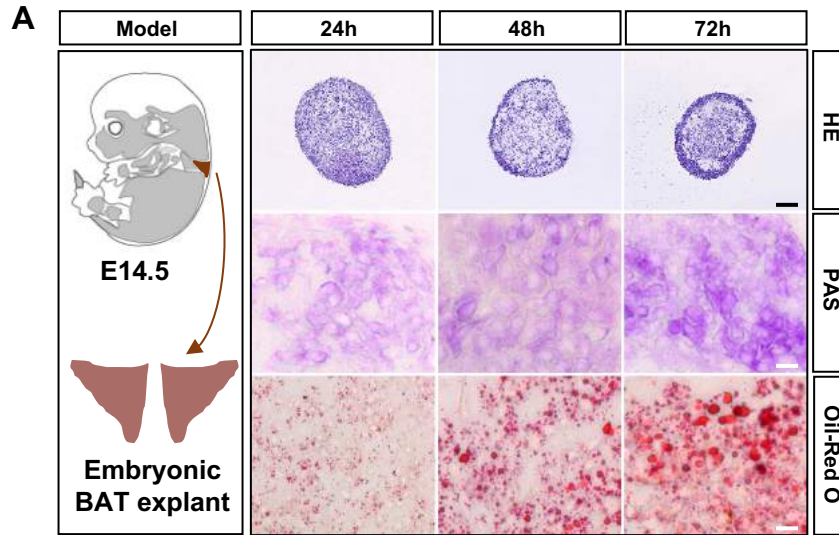 A
Model
24h
48h
72h
HE
E14.5
PAS
Embryonic
BAT explant
Oil-Red O